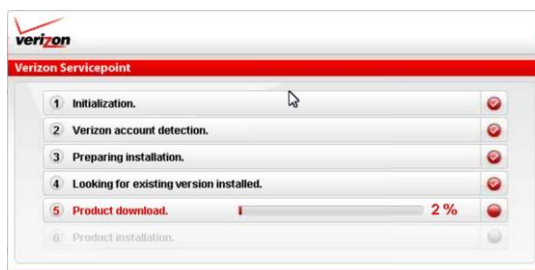 verizon
Verizon Servicepoint
1 Initialization.
2 Verizon account detection.
3 Preparing installation.
4 Looking for existing version installed.
5 Product download. 2 %
6 Product installation.